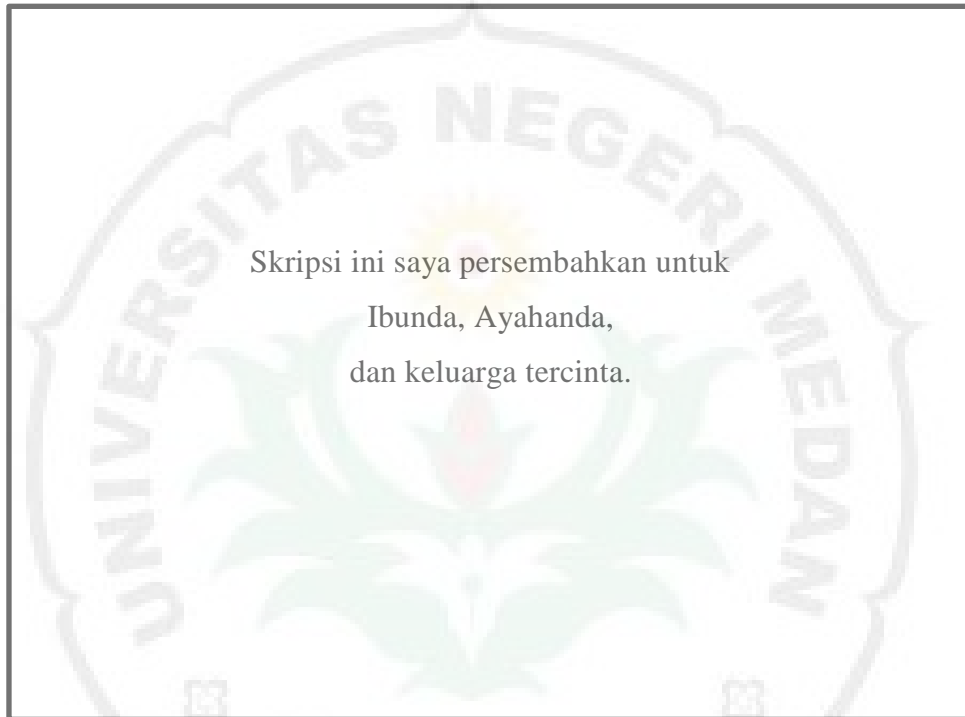 UNIVERSITAS NEGERI MEDAN
Skripsi ini saya persembahkan untuk
Ibunda, Ayahanda,
dan keluarga tercinta.